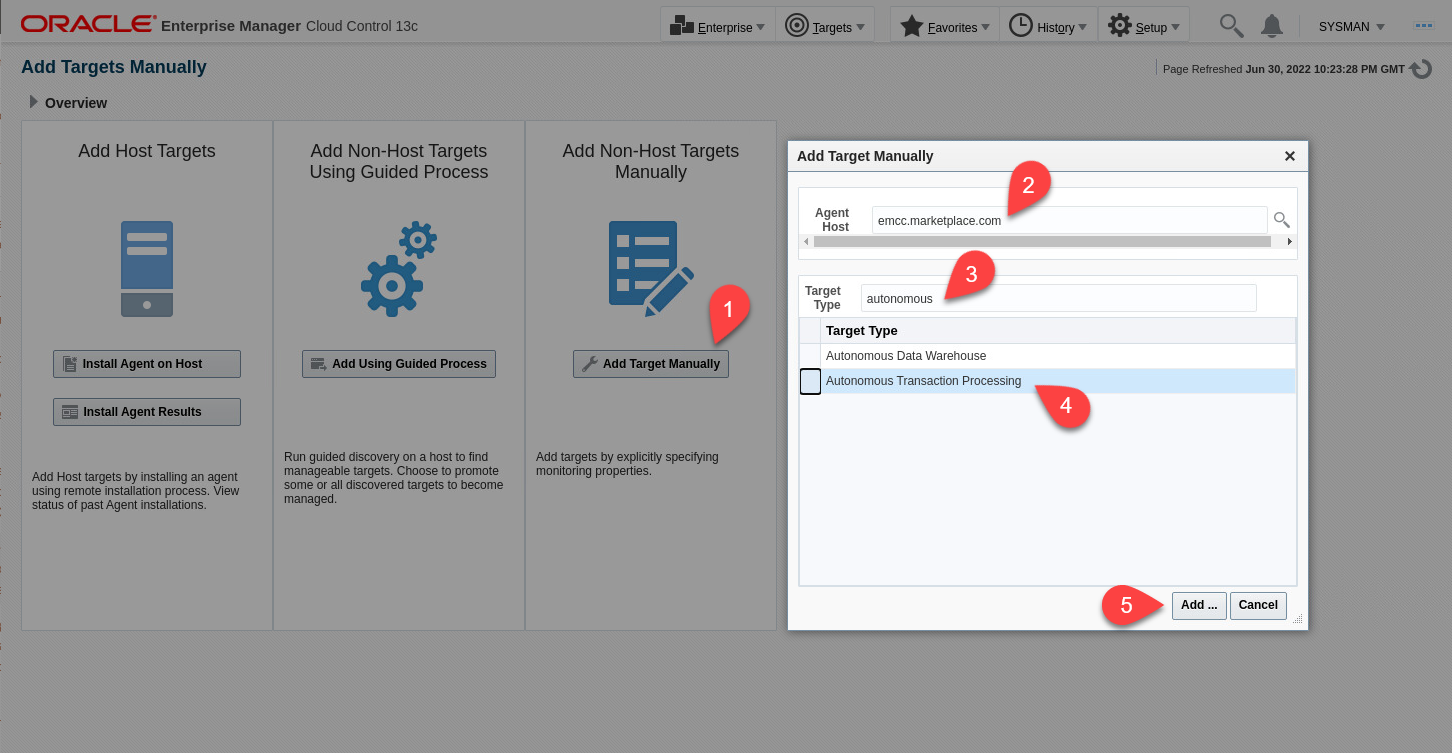 ORACLE Enterprise Manager Cloud Control 13c
Enterprise
Targets
Favorites
History
Setup
SYSMAN
Add Targets Manually
Page Refreshed Jun 30, 2022 10:23:28 PM GMT
Overview
Add Host Targets
Install Agent on Host
Install Agent Results
Add Host targets by installing an agent
using remote installation process. View
status of past Agent installations.
Add Non-Host Targets
Using Guided Process
Add Using Guided Process
Run guided discovery on a host to find
manageable targets. Choose to promote
some or all discovered targets to become
managed.
Add Non-Host Targets
Manually
1
Add Target Manually
Add targets by explicitly specifying
monitoring properties.
Add Target Manually
2
Agent
Host
emcc.marketplace.com
3
Target
Type
autonomous
Target Type
Autonomous Data Warehouse
Autonomous Transaction Processing
4
5
Add ...
Cancel